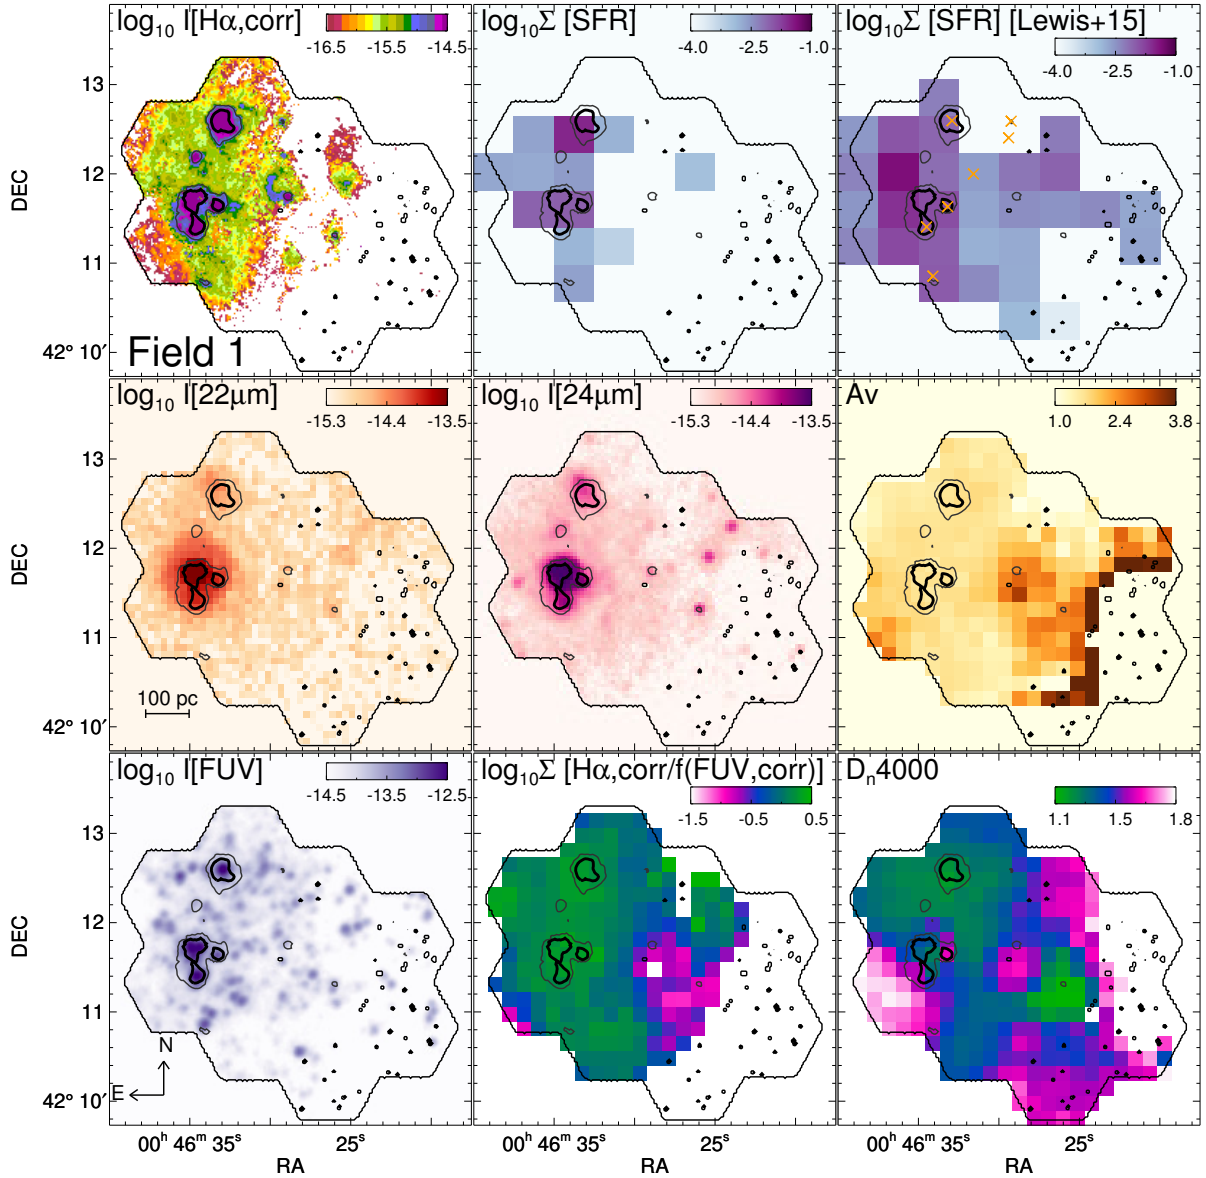 log₁₀ I[Hα,corr]
-16.5 -15.5 -14.5
log₁₀Σ [SFR]
-4.0 -2.5 -1.0
log₁₀Σ [SFR] [Lewis+15]
-4.0 -2.5 -1.0
DEC
13
12
11
42° 10′
Field 1
log₁₀ I[22μm]
-15.3 -14.4 -13.5
log₁₀ I[24μm]
-15.3 -14.4 -13.5
Av
1.0 2.4 3.8
DEC
13
12
11
42° 10′
100 pc
log₁₀ I[FUV]
-14.5 -13.5 -12.5
log₁₀Σ [Hα,corr/f(FUV,corr)]
-1.5 -0.5 0.5
Dₙ4000
1.1 1.5 1.8
DEC
13
12
11
42° 10′
N
E
00ʰ 46ᵐ 35ˢ 25ˢ
RA
00ʰ 46ᵐ 35ˢ 25ˢ
RA
00ʰ 46ᵐ 35ˢ 25ˢ
RA